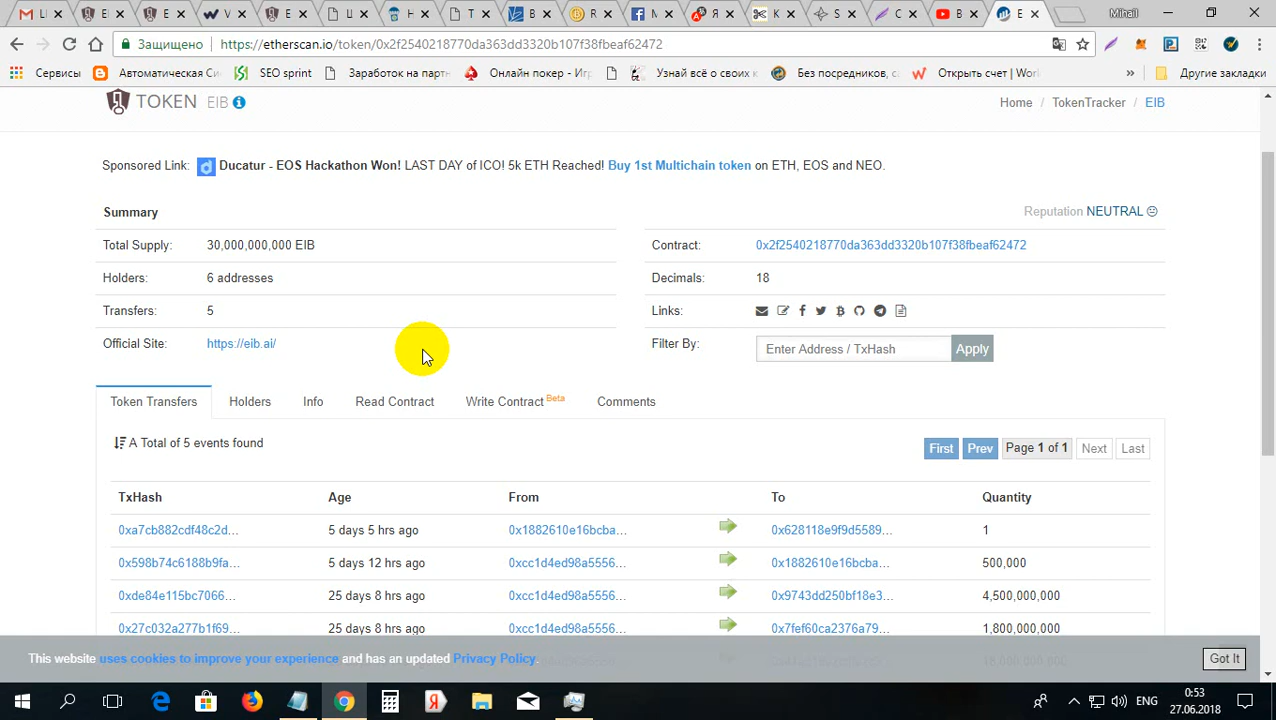 Mihail
Защищено
https://etherscan.io/token/0x2f2540218770da363dd3320b107f38fbeaf62472
Сервисы
Автоматическая Си
SEO sprint
Заработок на парт
Онлайн покер - Игр
Узнай всё о своих к
Без посредников, са
Открыть счет | Worl
»
Другие закладки
TOKEN EIB
Home / TokenTracker / EIB
Sponsored Link: Ducatur - EOS Hackathon Won! LAST DAY of ICO! 5k ETH Reached! Buy 1st Multichain token on ETH, EOS and NEO.
Summary
Reputation NEUTRAL
Total Supply: 30,000,000,000 EIB
Contract: 0x2f2540218770da363dd3320b107f38fbeaf62472
Holders: 6 addresses
Decimals: 18
Transfers: 5
Links:
Official Site: https://eib.ai/
Filter By: Enter Address / TxHash Apply
Token Transfers Holders Info Read Contract Write Contract Beta Comments
A Total of 5 events found
First Prev Page 1 of 1 Next Last
TxHash Age From To Quantity
0xa7cb882cdf48c2d... 5 days 5 hrs ago 0x1882610e16bcba... 0x628118e9f9d5589... 1
0x598b74c6188b9fa... 5 days 12 hrs ago 0xcc1d4ed98a5556... 0x1882610e16bcba... 500,000
0xde84e115bc7066... 25 days 8 hrs ago 0xcc1d4ed98a5556... 0x9743dd250bf18e3... 4,500,000,000
0x27c032a277b1f69... 25 days 8 hrs ago 0xcc1d4ed98a5556... 0x7fef60ca2376a79... 1,800,000,000
This website uses cookies to improve your experience and has an updated Privacy Policy.
Got It
ENG
0:53
27.06.2018